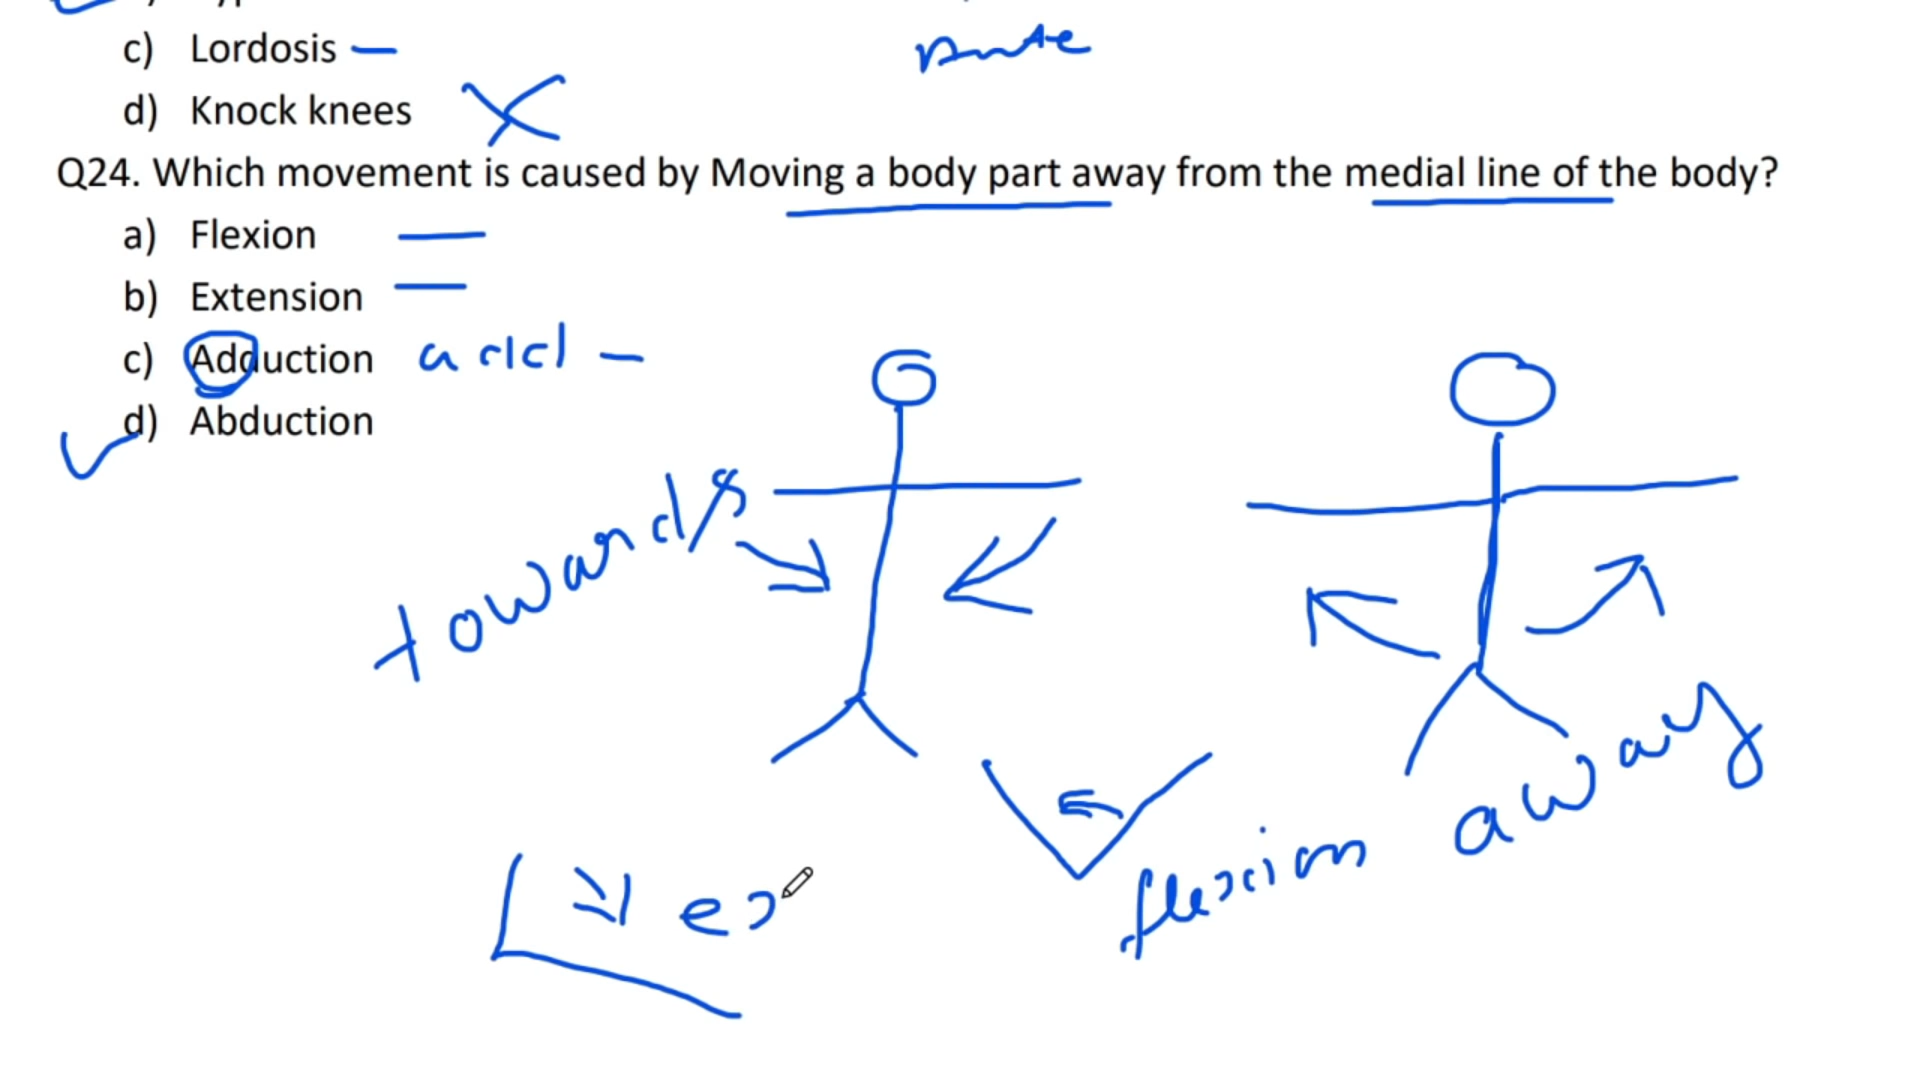 c) Lordosis
d) Knock knees
Q24. Which movement is caused by Moving a body part away from the medial line of the body?
a) Flexion
b) Extension
c) Adduction add
d) Abduction
towards
away
flexion
ex